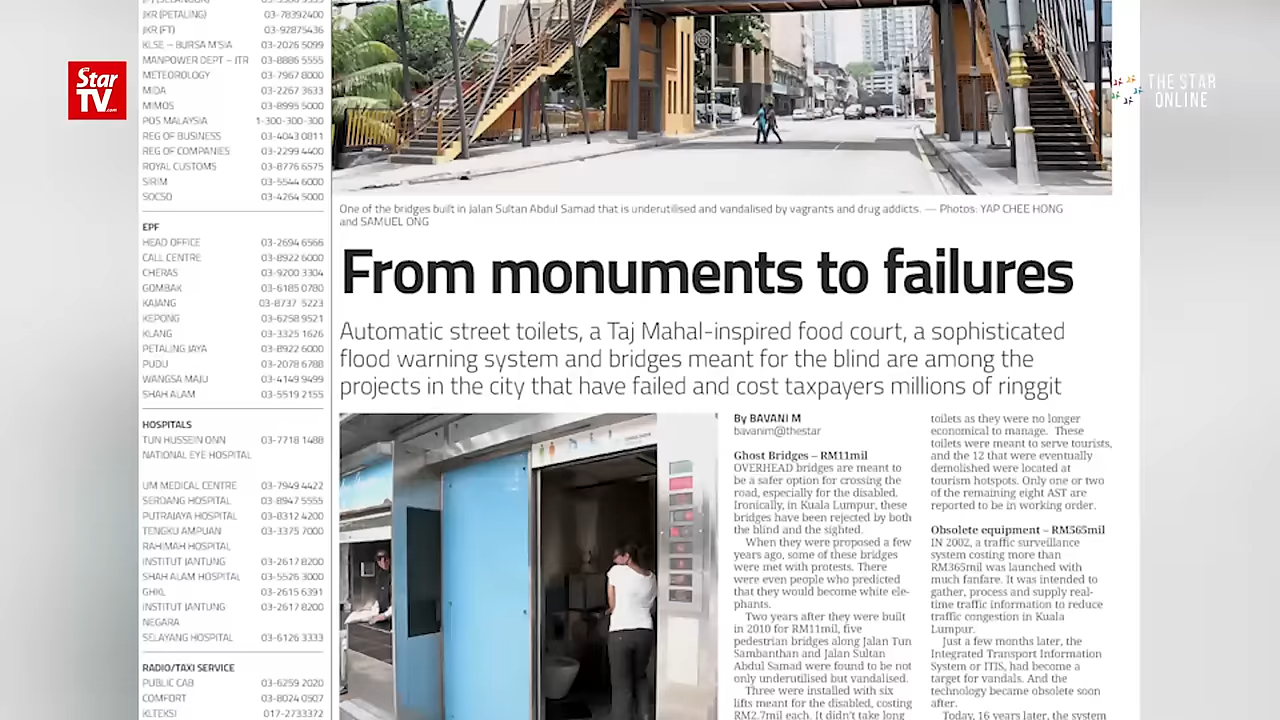 Star
TV.com
THE STAR
ONLINE
JKR (PETALING) 03-78392400
JKR (FT) 03-92875436
KLSE – BURSA M'SIA 03-2026 5099
MANPOWER DEPT – JTR 03-8886 5555
METEOROLOGY 03-7967 8000
MIDA 03-2267 3633
MIMOS 03-8995 5000
POS MALAYSIA 1-300-300-300
REG OF BUSINESS 03-4043 0811
REG OF COMPANIES 03-2299 4400
ROYAL CUSTOMS 03-8776 6575
SIRIM 03-5544 6000
SOCSO 03-4264 5000
EPF
HEAD OFFICE 03-2694 6566
CALL CENTRE 03-8922 6000
CHERAS 03-9200 3304
GOMBAK 03-6185 0780
KAJANG 03-8737 5223
KEPONG 03-6258 9521
KLANG 03-3325 1626
PETALING JAYA 03-8922 6000
PUDU 03-2078 6788
WANGSA MAJU 03-4149 9499
SHAH ALAM 03-5519 2155
HOSPITALS
TUN HUSSEIN ONN 03-7718 1488
NATIONAL EYE HOSPITAL
UM MEDICAL CENTRE 03-7949 4422
SERDANG HOSPITAL 03-8947 5555
PUTRAJAYA HOSPITAL 03-8312 4200
TENGKU AMPUAN 03-3375 7000
RAHIMAH HOSPITAL
INSTITUT JANTUNG 03-2617 8200
SHAH ALAM HOSPITAL 03-5526 3000
GHKL 03-2615 6391
INSTITUT JANTUNG 03-2617 8200
NEGARA
SELAYANG HOSPITAL 03-6126 3333
RADIO/TAXI SERVICE
PUBLIC CAB 03-6259 2020
COMFORT 03-8024 0507
KLTEKSI 017-2733372
One of the bridges built in Jalan Sultan Abdul Samad that is underutilised and vandalised by vagrants and drug addicts. — Photos: YAP CHEE HONG
and SAMUEL ONG
From monuments to failures
Automatic street toilets, a Taj Mahal-inspired food court, a sophisticated
flood warning system and bridges meant for the blind are among the
projects in the city that have failed and cost taxpayers millions of ringgit
By BAVANI M
bavanim@thestar
Ghost Bridges – RM11mil
OVERHEAD bridges are meant to
be a safer option for crossing the
road, especially for the disabled.
Ironically, in Kuala Lumpur, these
bridges have been rejected by both
the blind and the sighted.
When they were proposed a few
years ago, some of these bridges
were met with protests. There
were even people who predicted
that they would become white ele-
phants.
Two years after they were built
in 2010 for RM11mil, five
pedestrian bridges along Jalan Tun
Sambanthan and Jalan Sultan
Abdul Samad were found to be not
only underutilised but vandalised.
Three were installed with six
lifts meant for the disabled, costing
RM2.7mil each. It didn't take long
toilets as they were no longer
economical to manage. These
toilets were meant to serve tourists,
and the 12 that were eventually
demolished were located at
tourism hotspots. Only one or two
of the remaining eight AST are
reported to be in working order.
Obsolete equipment – RM365mil
IN 2002, a traffic surveillance
system costing more than
RM365mil was launched with
much fanfare. It was intended to
gather, process and supply real-
time traffic information to reduce
traffic congestion in Kuala
Lumpur.
Just a few months later, the
Integrated Transport Information
System or ITIS, had become a
target for vandals. And the
technology became obsolete soon
after.
Today, 16 years later, the system